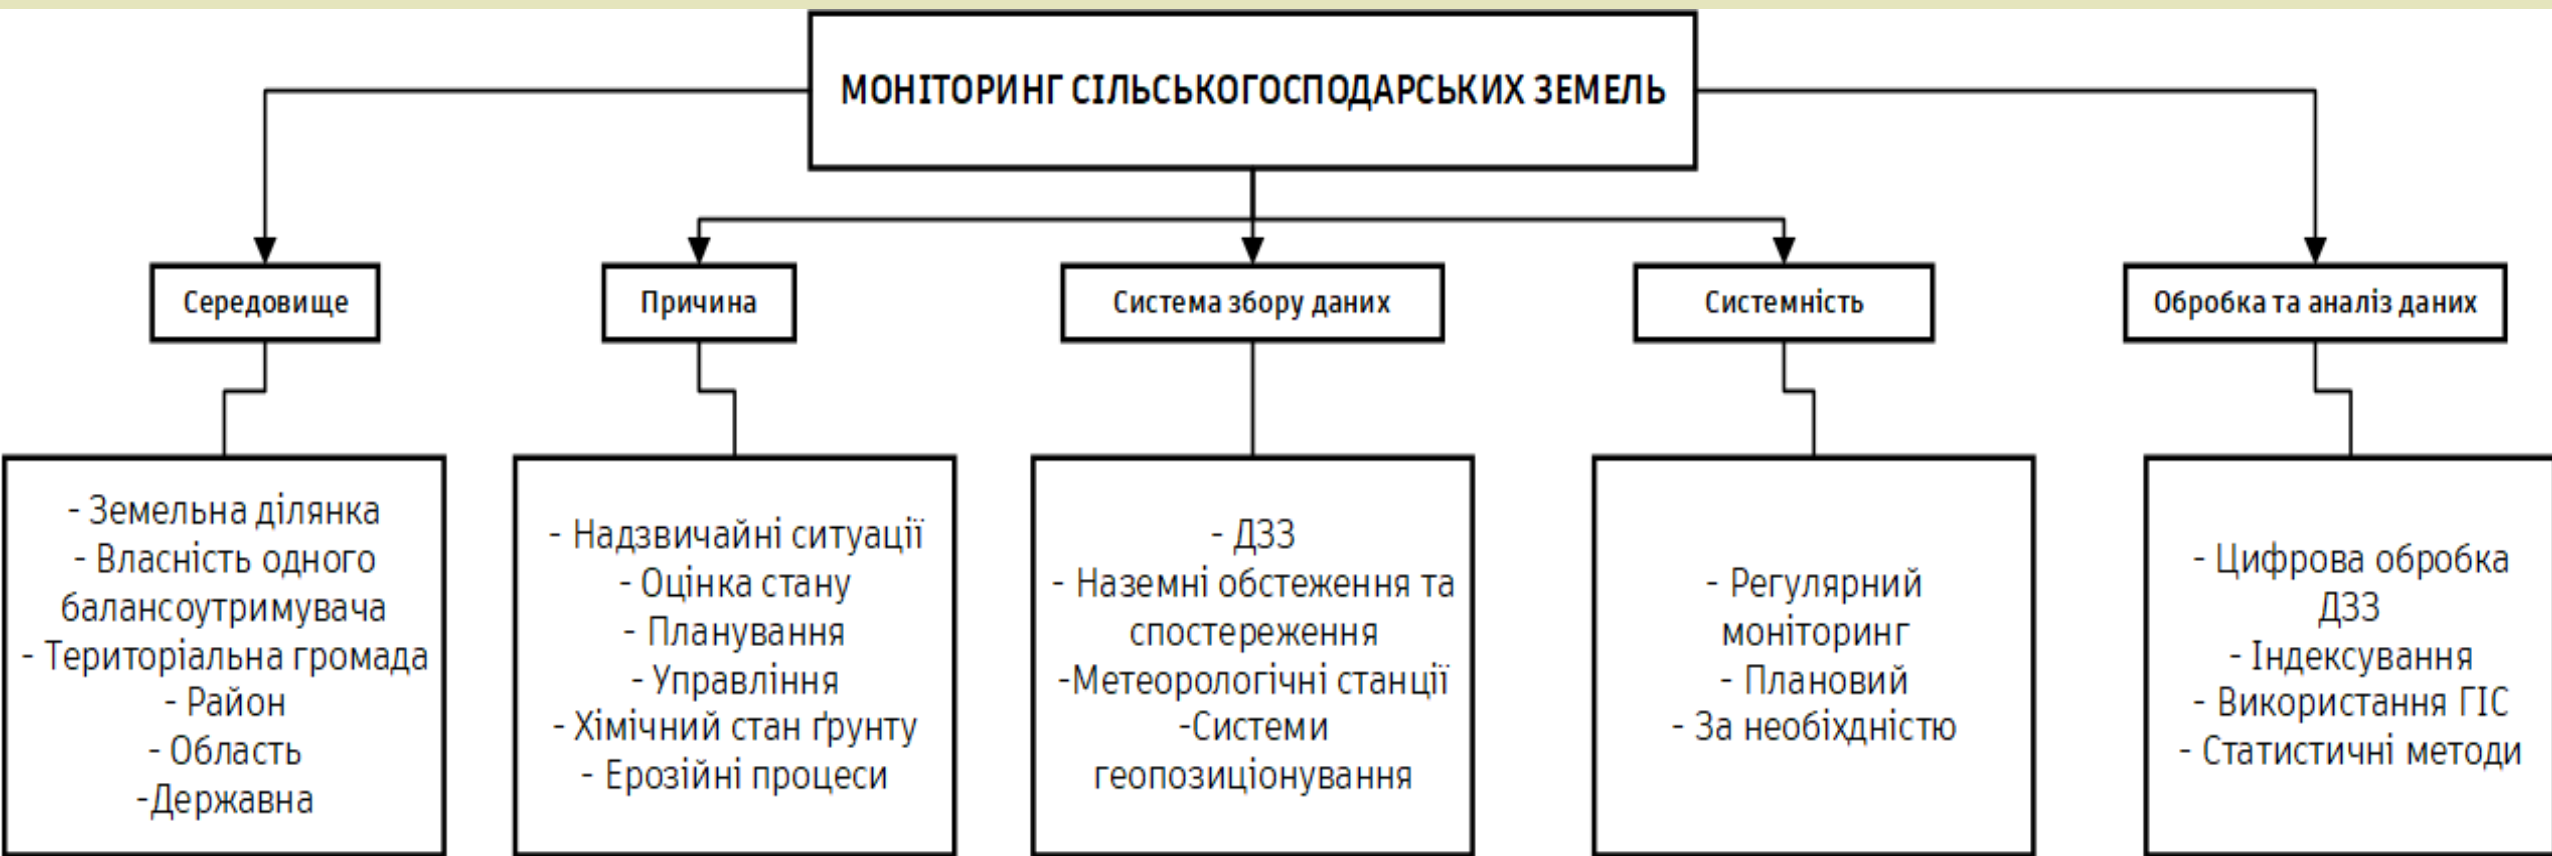 МОНІТОРИНГ СІЛЬСЬКОГОСПОДАРСЬКИХ ЗЕМЕЛЬ
Середовище
Причина
Система збору даних
Системність
Обробка та аналіз даних
- Земельна ділянка
- Власність одного
балансоутримувача
- Територіальна громада
- Район
- Область
-Державна
- Надзвичайні ситуації
- Оцінка стану
- Планування
- Управління
- Хімічний стан ґрунту
- Ерозійні процеси
- ДЗЗ
- Наземні обстеження та
спостереження
-Метеорологічні станції
-Системи
геопозиціонування
- Регулярний
моніторинг
- Плановий
- За необіхдністю
- Цифрова обробка
ДЗЗ
- Індексування
- Використання ГІС
- Статистичні методи